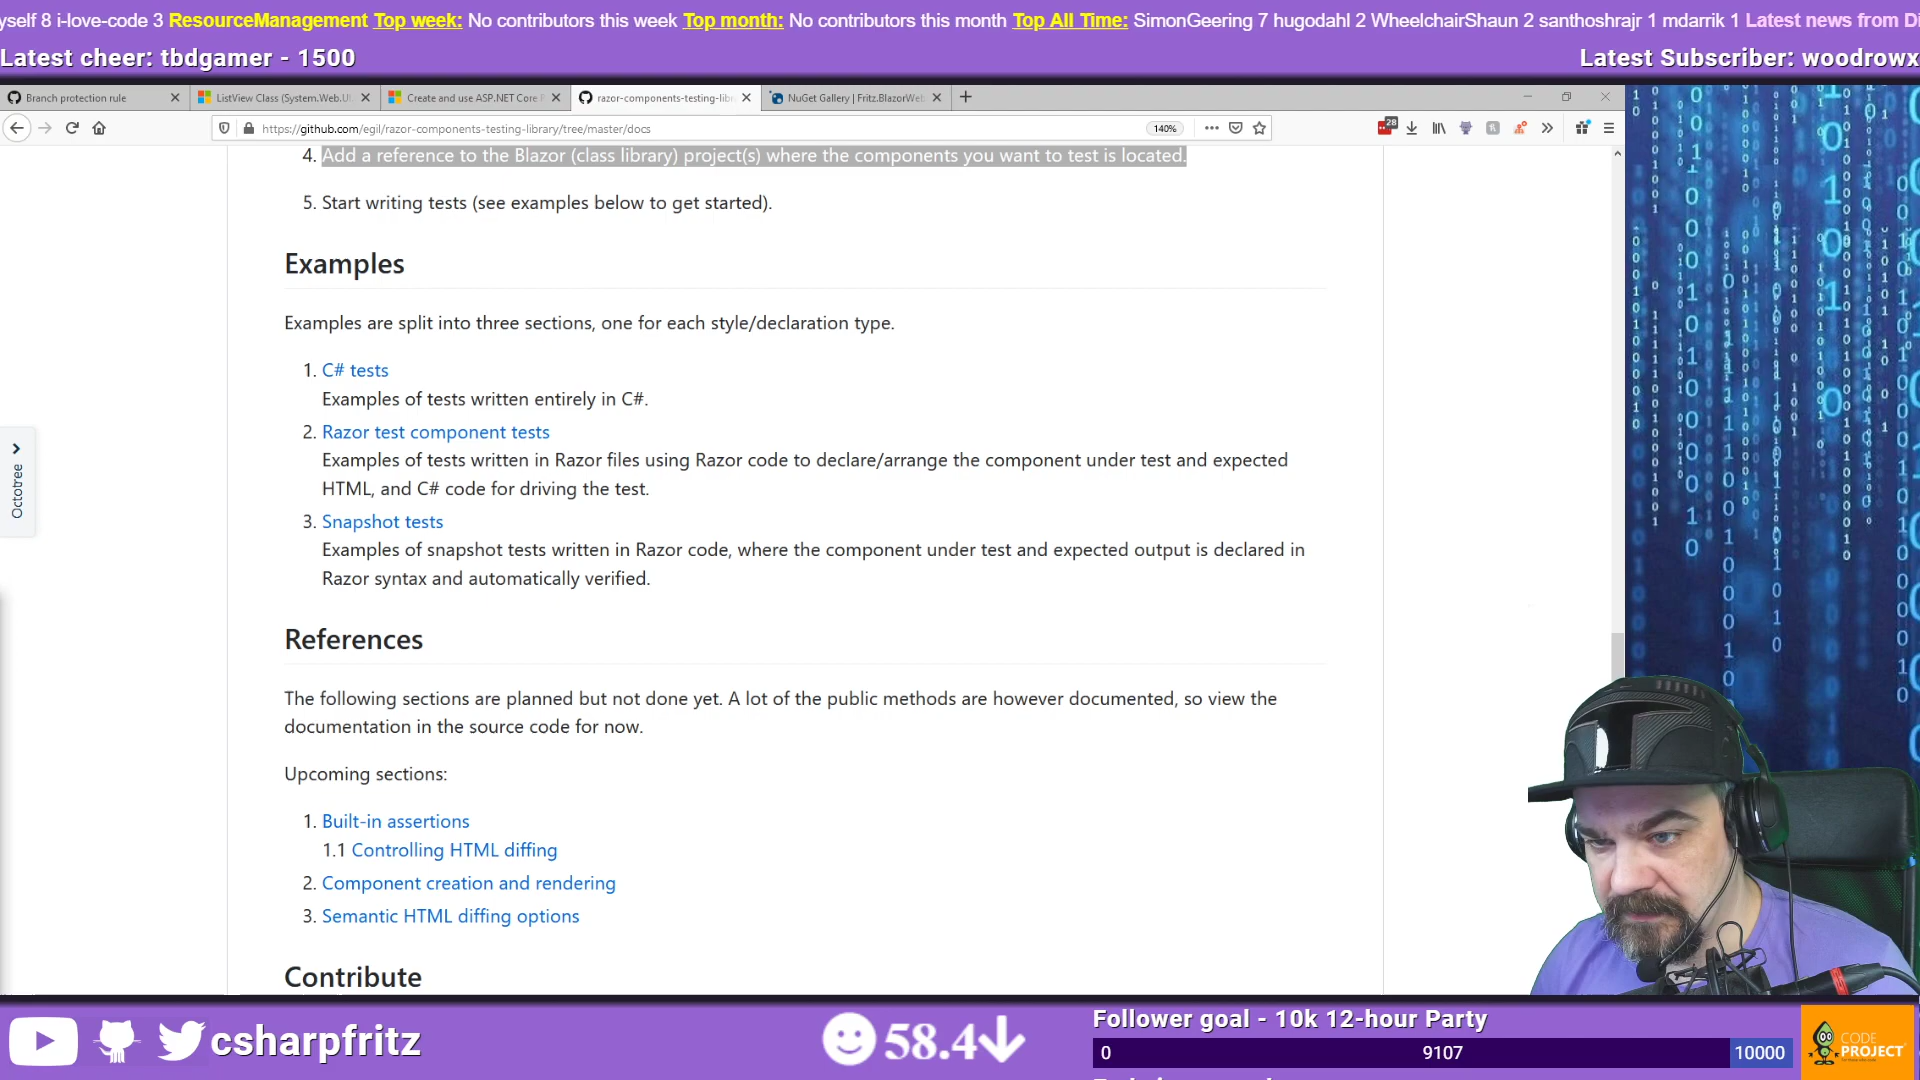 yself 8 i-love-code 3 ResourceManagement Top week: No contributors this week Top month: No contributors this month Top All Time: SimonGeering 7 hugodahl 2 WheelchairShaun 2 santhoshrajr 1 mdarrik 1 Latest news from Di
Latest cheer: tbdgamer - 1500
Latest Subscriber: woodrowx
Branch protection rule
ListView Class (System.Web.UI.
Create and use ASP.NET Core R
razor-components-testing-libr
NuGet Gallery | Fritz.BlazorWeb
https://github.com/egil/razor-components-testing-library/tree/master/docs
140%
28
4. Add a reference to the Blazor (class library) project(s) where the components you want to test is located.
5. Start writing tests (see examples below to get started).
Examples
Examples are split into three sections, one for each style/declaration type.
1. C# tests
Examples of tests written entirely in C#.
2. Razor test component tests
Examples of tests written in Razor files using Razor code to declare/arrange the component under test and expected
HTML, and C# code for driving the test.
3. Snapshot tests
Examples of snapshot tests written in Razor code, where the component under test and expected output is declared in
Razor syntax and automatically verified.
References
The following sections are planned but not done yet. A lot of the public methods are however documented, so view the
documentation in the source code for now.
Upcoming sections:
1. Built-in assertions
1.1 Controlling HTML diffing
2. Component creation and rendering
3. Semantic HTML diffing options
Contribute
Octotree
csharpfritz
58.4
Follower goal - 10k 12-hour Party
0
9107
10000
CODE
PROJECT